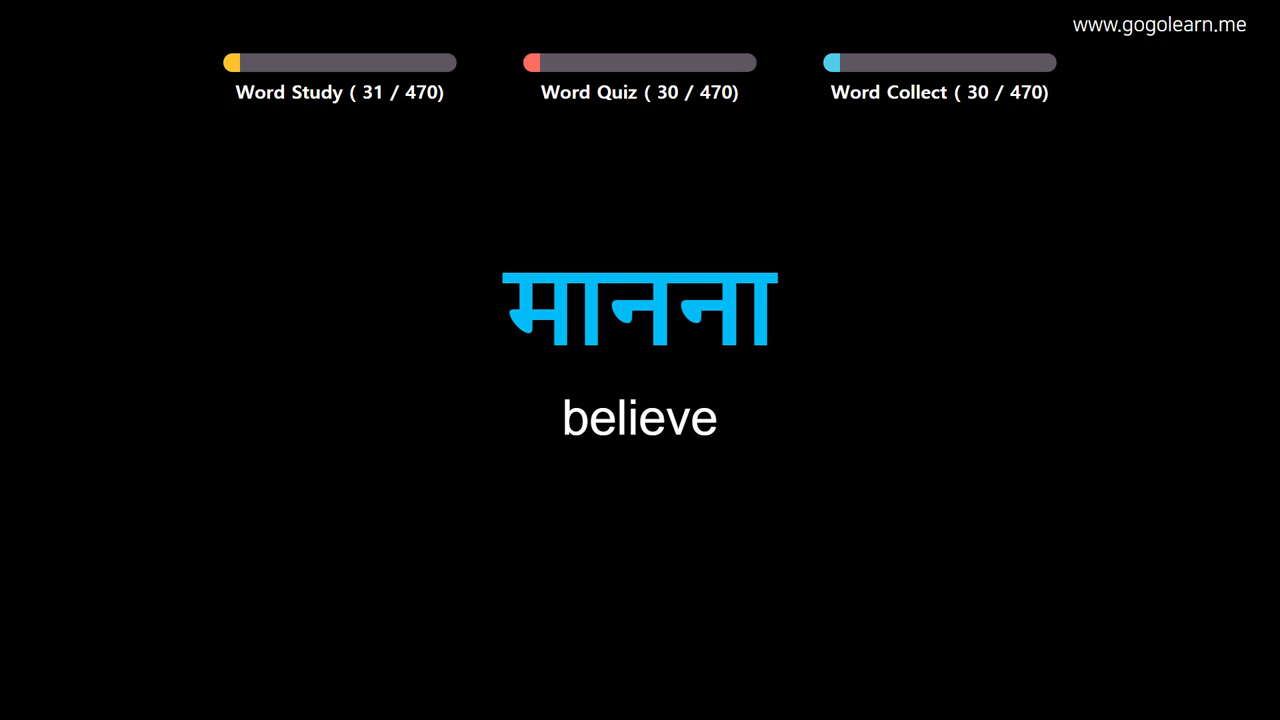 www.gogolearn.me
Word Study ( 31 / 470)
Word Quiz ( 30 / 470)
Word Collect ( 30 / 470)
मानना
believe